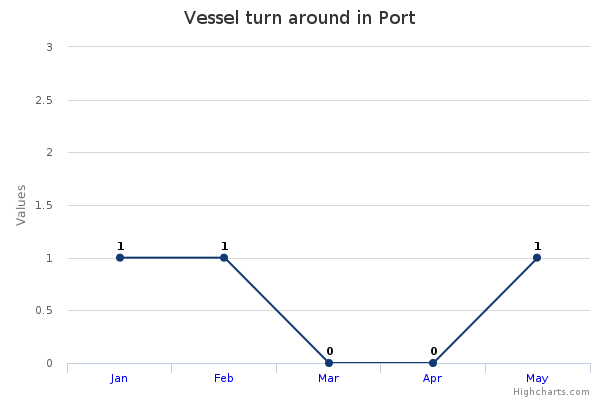 Vessel turn around in Port
Values
3
2.5
2
1.5
1
0.5
0
1
1
0
0
1
Jan
Feb
Mar
Apr
May
Highcharts.com